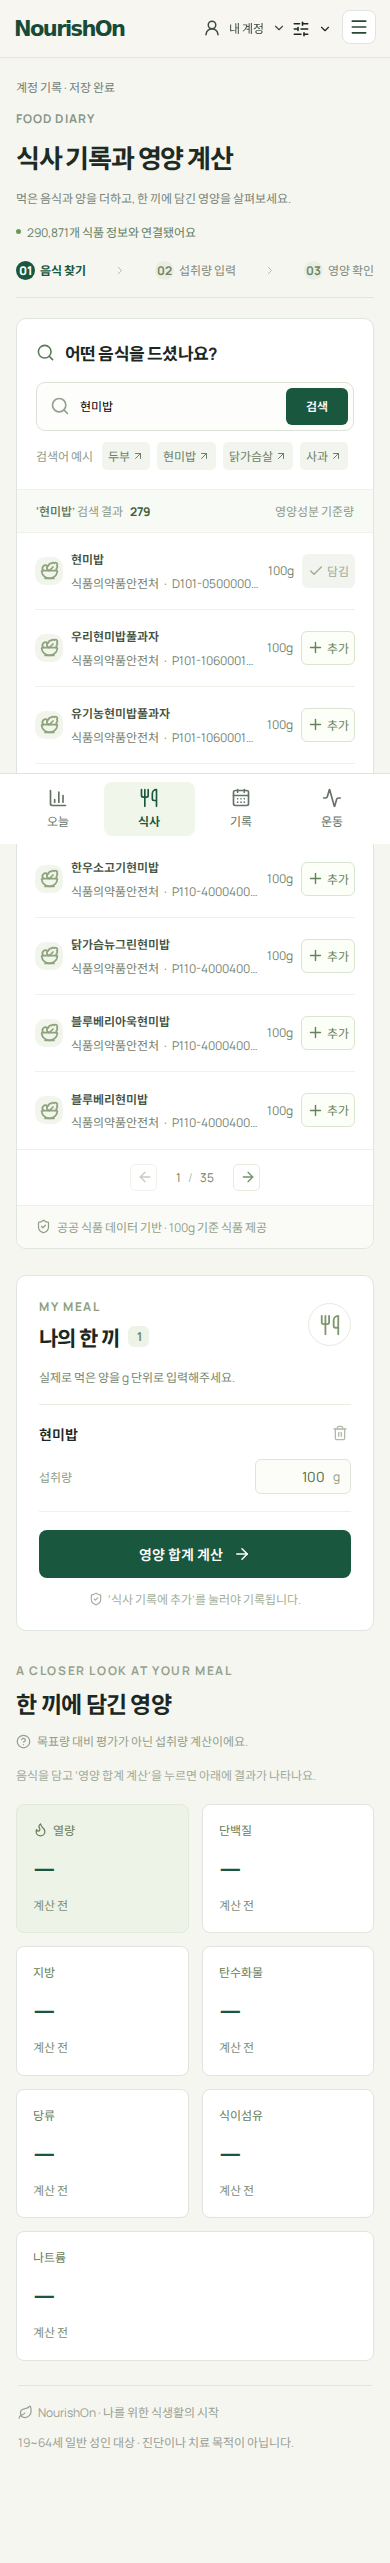 NourishOn
내 계정
계정 기록 · 저장 완료
FOOD DIARY
식사 기록과 영양 계산
먹은 음식과 양을 더하고, 한 끼에 담긴 영양을 살펴보세요.
290,871개 식품 정보와 연결됐어요
01 음식 찾기
02 섭취량 입력
03 영양 확인
어떤 음식을 드셨나요?
현미밥
검색
검색어 예시 두부 현미밥 닭가슴살 사과
'현미밥' 검색 결과 279
영양성분 기준량
현미밥
식품의약품안전처 · D101-0500000...
100g
담김
우리현미밥풀과자
식품의약품안전처 · P101-1060001...
100g
추가
유기농현미밥풀과자
식품의약품안전처 · P101-1060001...
100g
추가
오늘
식사
기록
운동
한우소고기현미밥
식품의약품안전처 · P110-4000400...
100g
추가
닭가슴뉴그린현미밥
식품의약품안전처 · P110-4000400...
100g
추가
블루베리아욱현미밥
식품의약품안전처 · P110-4000400...
100g
추가
블루베리현미밥
식품의약품안전처 · P110-4000400...
100g
추가
1 / 35
공공 식품 데이터 기반 · 100g 기준 식품 제공
MY MEAL
나의 한 끼 1
실제로 먹은 양을 g 단위로 입력해주세요.
현미밥
섭취량
100 g
영양 합계 계산
'식사 기록에 추가'를 눌러야 기록됩니다.
A CLOSER LOOK AT YOUR MEAL
한 끼에 담긴 영양
목표량 대비 평가가 아닌 섭취량 계산이에요.
음식을 담고 '영양 합계 계산'을 누르면 아래에 결과가 나타나요.
열량
—
계산 전
단백질
—
계산 전
지방
—
계산 전
탄수화물
—
계산 전
당류
—
계산 전
식이섬유
—
계산 전
나트륨
—
계산 전
NourishOn · 나를 위한 식생활의 시작
19~64세 일반 성인 대상 · 진단이나 치료 목적이 아닙니다.